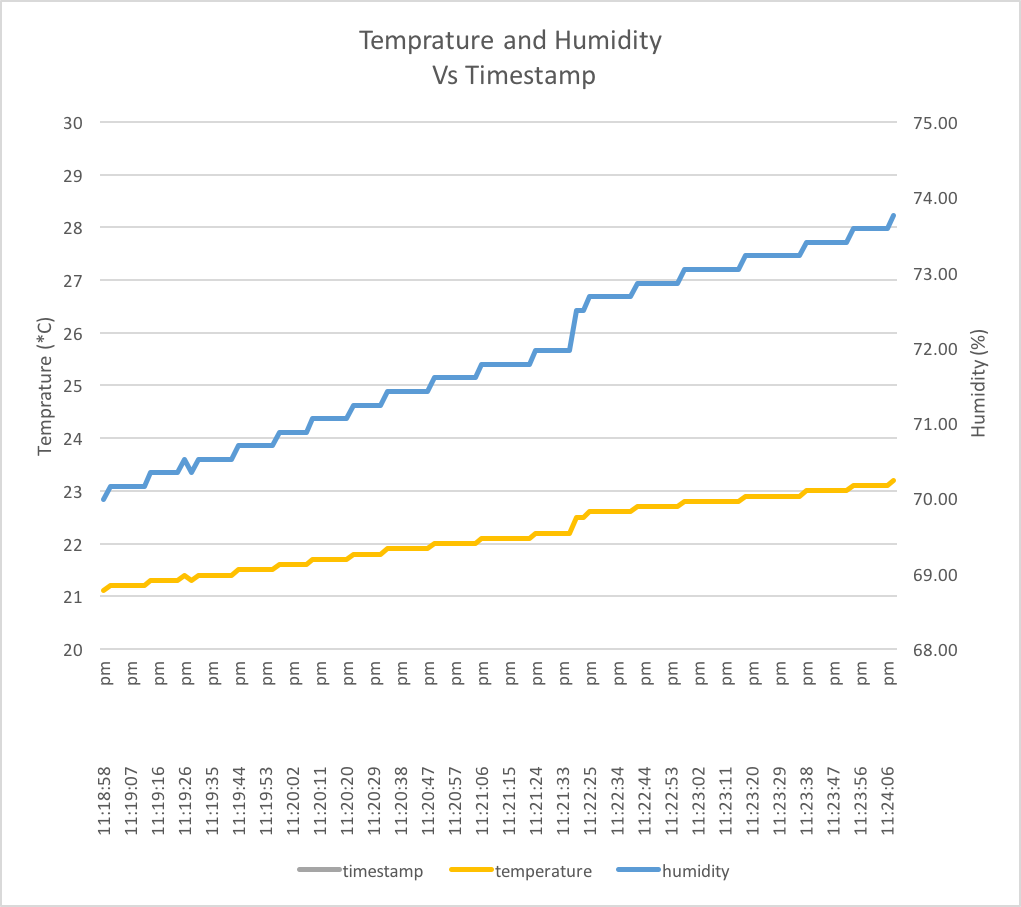 Temprature and Humidity
Vs Timestamp
Temprature (*C)
30
29
28
27
26
25
24
23
22
21
20
75.00
74.00
73.00
72.00
71.00
70.00
69.00
68.00
Humidity (%)
11:18:58 pm
11:19:07 pm
11:19:16 pm
11:19:26 pm
11:19:35 pm
11:19:44 pm
11:19:53 pm
11:20:02 pm
11:20:11 pm
11:20:20 pm
11:20:29 pm
11:20:38 pm
11:20:47 pm
11:20:57 pm
11:21:06 pm
11:21:15 pm
11:21:24 pm
11:21:33 pm
11:22:25 pm
11:22:34 pm
11:22:44 pm
11:22:53 pm
11:23:02 pm
11:23:11 pm
11:23:20 pm
11:23:29 pm
11:23:38 pm
11:23:47 pm
11:23:56 pm
11:24:06 pm
timestamp
temperature
humidity